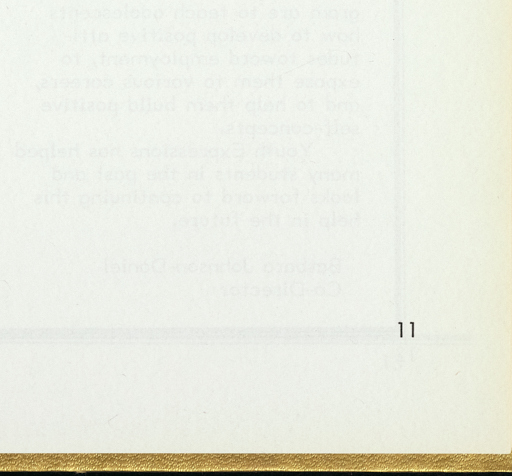 gram are to teach adolescents
how to develop positive atti-
tudes toward employment, to
expose them to various careers,
and to help them build positive
self-concepts.
Youth Expressions has helped
many students in the past and
looks forward to continuing this
help in the future.
Barbara Johnson-Daniel
Co-Director
11